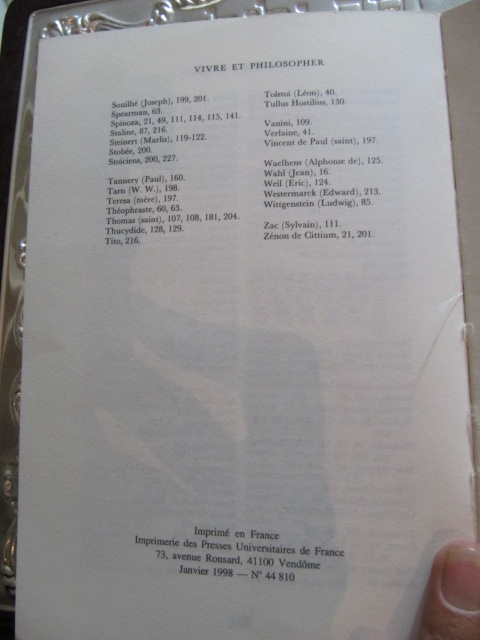 VIVRE ET PHILOSOPHER
Souilhé (Joseph), 199, 201.
Spearman, 63.
Spinoza, 21, 49, 111, 114, 115, 141.
Staline, 87, 216.
Steinert (Marlis), 119-122.
Stobée, 200.
Stoïciens, 200, 227.
Tannery (Paul), 160.
Tarn (W. W.), 198.
Teresa (mère), 197.
Théophraste, 60, 63.
Thomas (saint), 107, 108, 181, 204.
Thucydide, 128, 129.
Tito, 216.
Tolstoï (Léon), 40.
Tullus Hostilius, 130.
Vanini, 109.
Verlaine, 41.
Vincent de Paul (saint), 197.
Waelhens (Alphonse de), 125.
Wahl (Jean), 16.
Weil (Eric), 124.
Westermarck (Edward), 213.
Wittgenstein (Ludwig), 85.
Zac (Sylvain), 111.
Zénon de Cittium, 21, 201.
Imprimé en France
Imprimerie des Presses Universitaires de France
73, avenue Ronsard, 41100 Vendôme
Janvier 1998 — N° 44 810